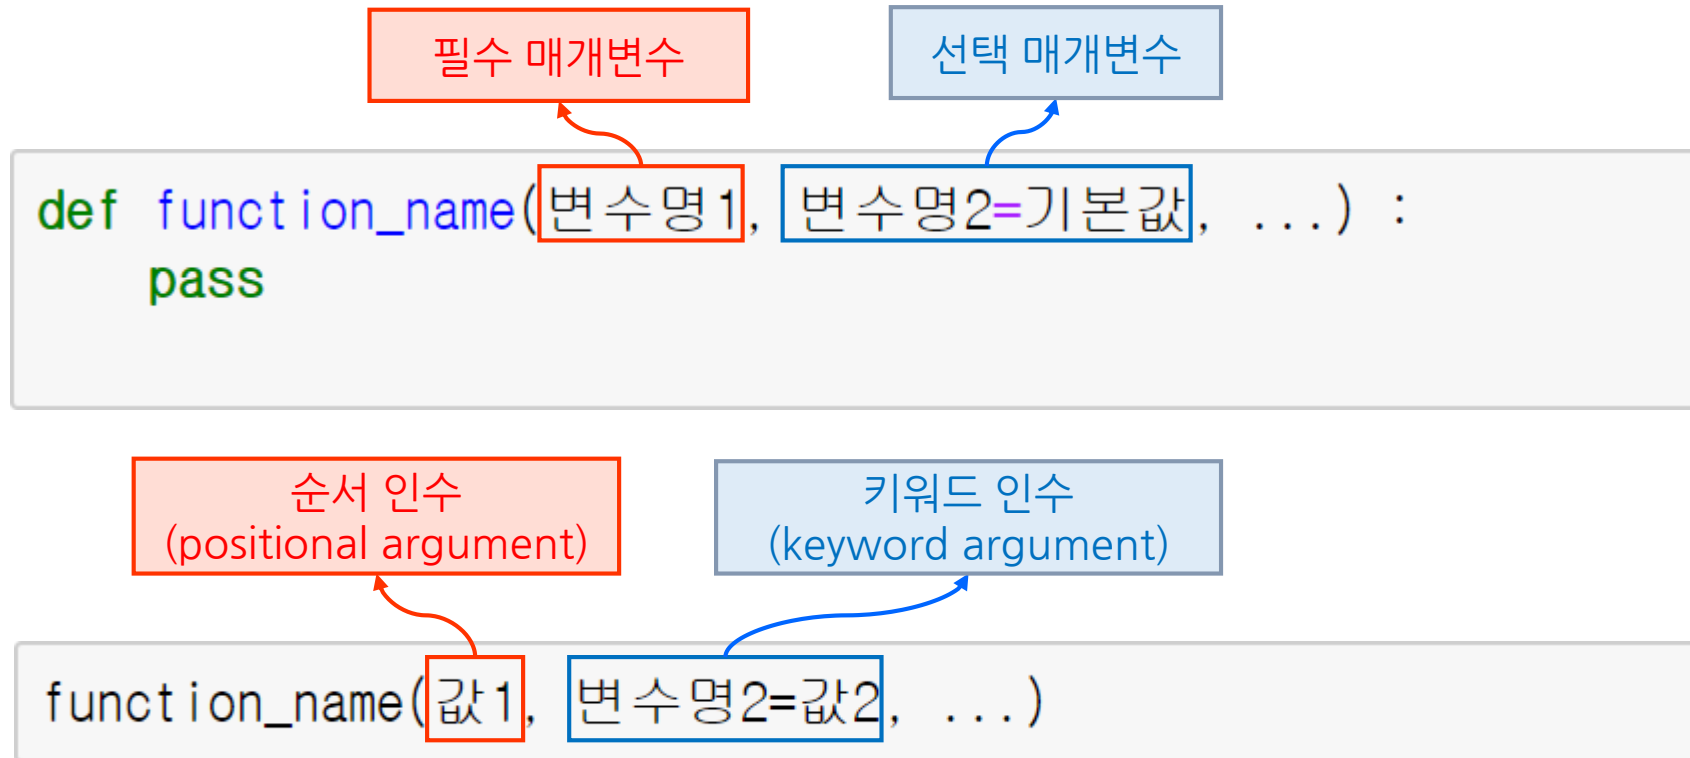 필수 매개변수
선택 매개변수
def function_name(변수명1, 변수명2=기본값, ...) :
pass
순서 인수
(positional argument)
키워드 인수
(keyword argument)
function_name(값1, 변수명2=값2, ...)